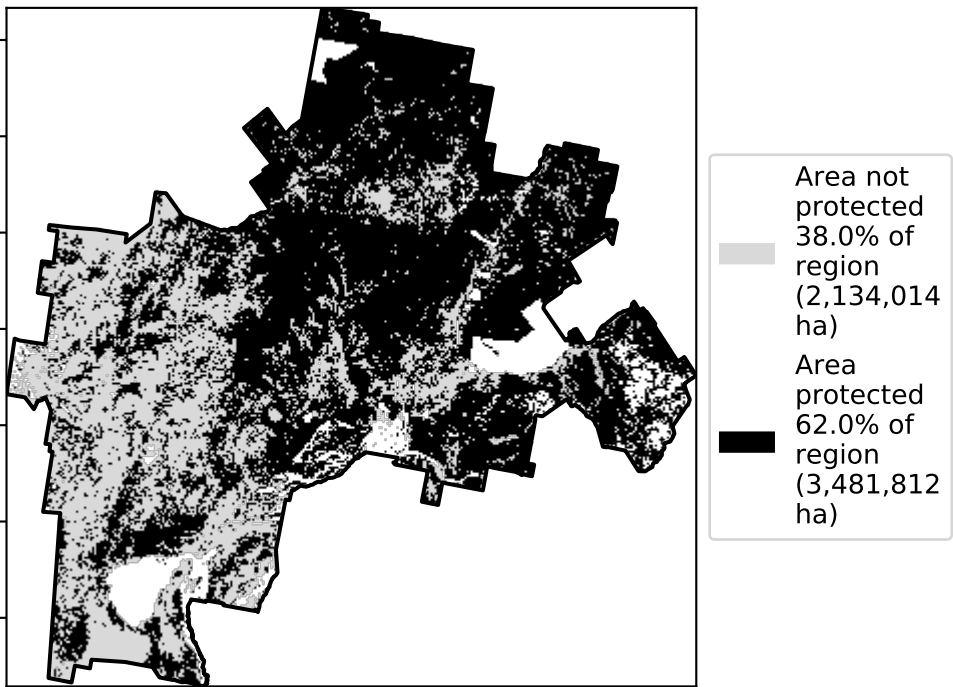 Area not
protected
38.0% of
region
(2,134,014
ha)
Area
protected
62.0% of
region
(3,481,812
ha)